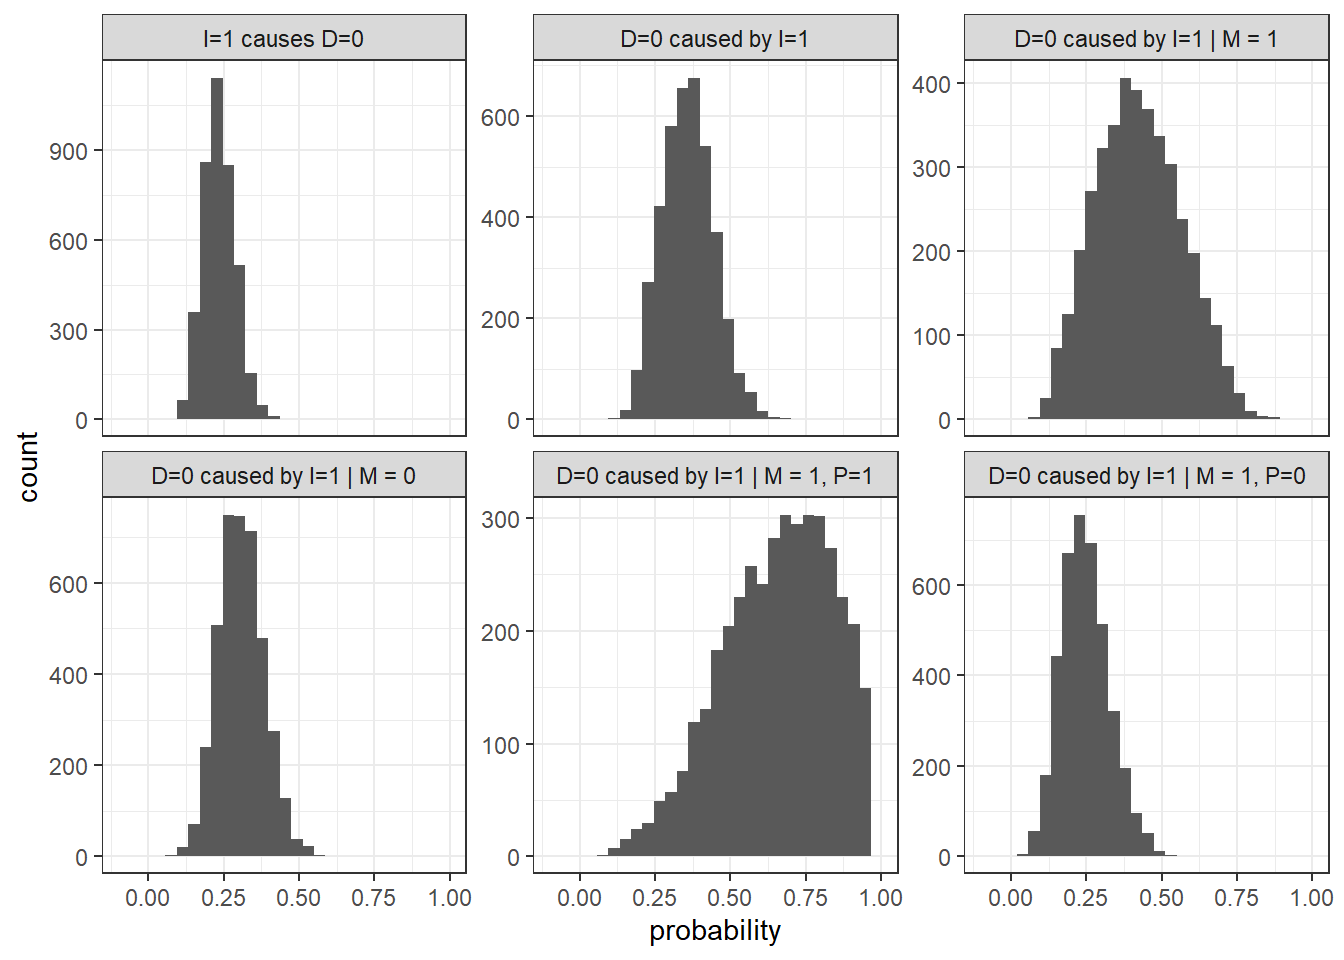 I=1 causes D=0
D=0 caused by I=1
D=0 caused by I=1 | M = 1
900
600
300
0
600
400
200
0
400
300
200
100
0
count
D=0 caused by I=1 | M = 0
D=0 caused by I=1 | M = 1, P=1
D=0 caused by I=1 | M = 1, P=0
600
400
200
0
300
200
100
0
600
400
200
0
0.00 0.25 0.50 0.75 1.00
0.00 0.25 0.50 0.75 1.00
0.00 0.25 0.50 0.75 1.00
probability